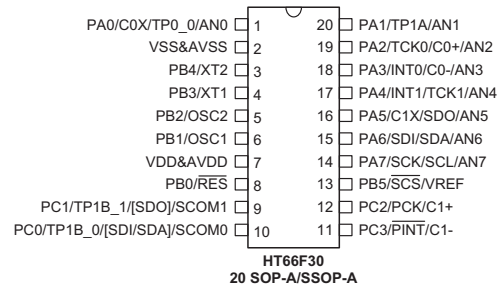 PA0/C0X/TP0_0/AN0 1 20 PA1/TP1A/AN1
VSS&AVSS 2 19 PA2/TCK0/C0+/AN2
PB4/XT2 3 18 PA3/INT0/C0-/AN3
PB3/XT1 4 17 PA4/INT1/TCK1/AN4
PB2/OSC2 5 16 PA5/C1X/SDO/AN5
PB1/OSC1 6 15 PA6/SDI/SDA/AN6
VDD&AVDD 7 14 PA7/SCK/SCL/AN7
PB0/RES 8 13 PB5/SCS/VREF
PC1/TP1B_1/[SDO]/SCOM1 9 12 PC2/PCK/C1+
PC0/TP1B_0/[SDI/SDA]/SCOM0 10 11 PC3/PINT/C1-
HT66F30
20 SOP-A/SSOP-A